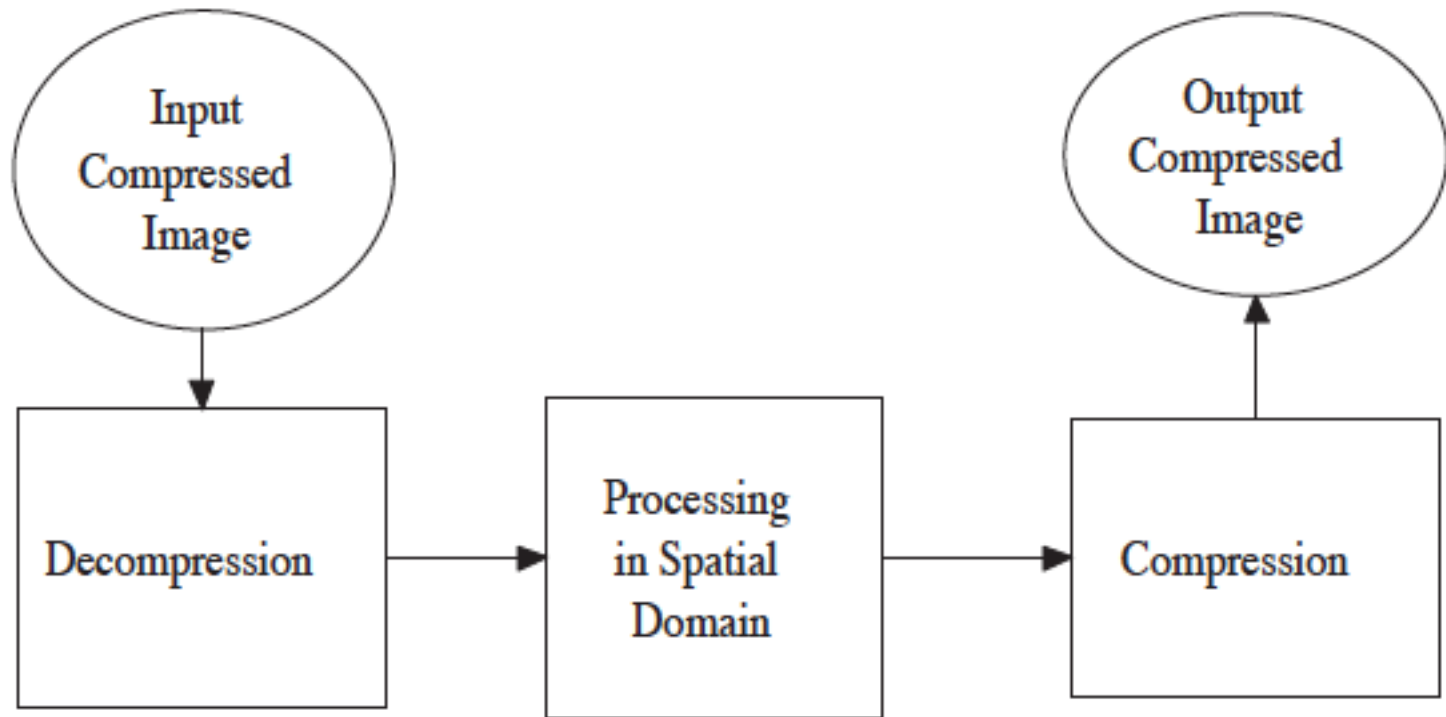 Input
Compressed
Image
Output
Compressed
Image
Decompression
Processing
in Spatial
Domain
Compression